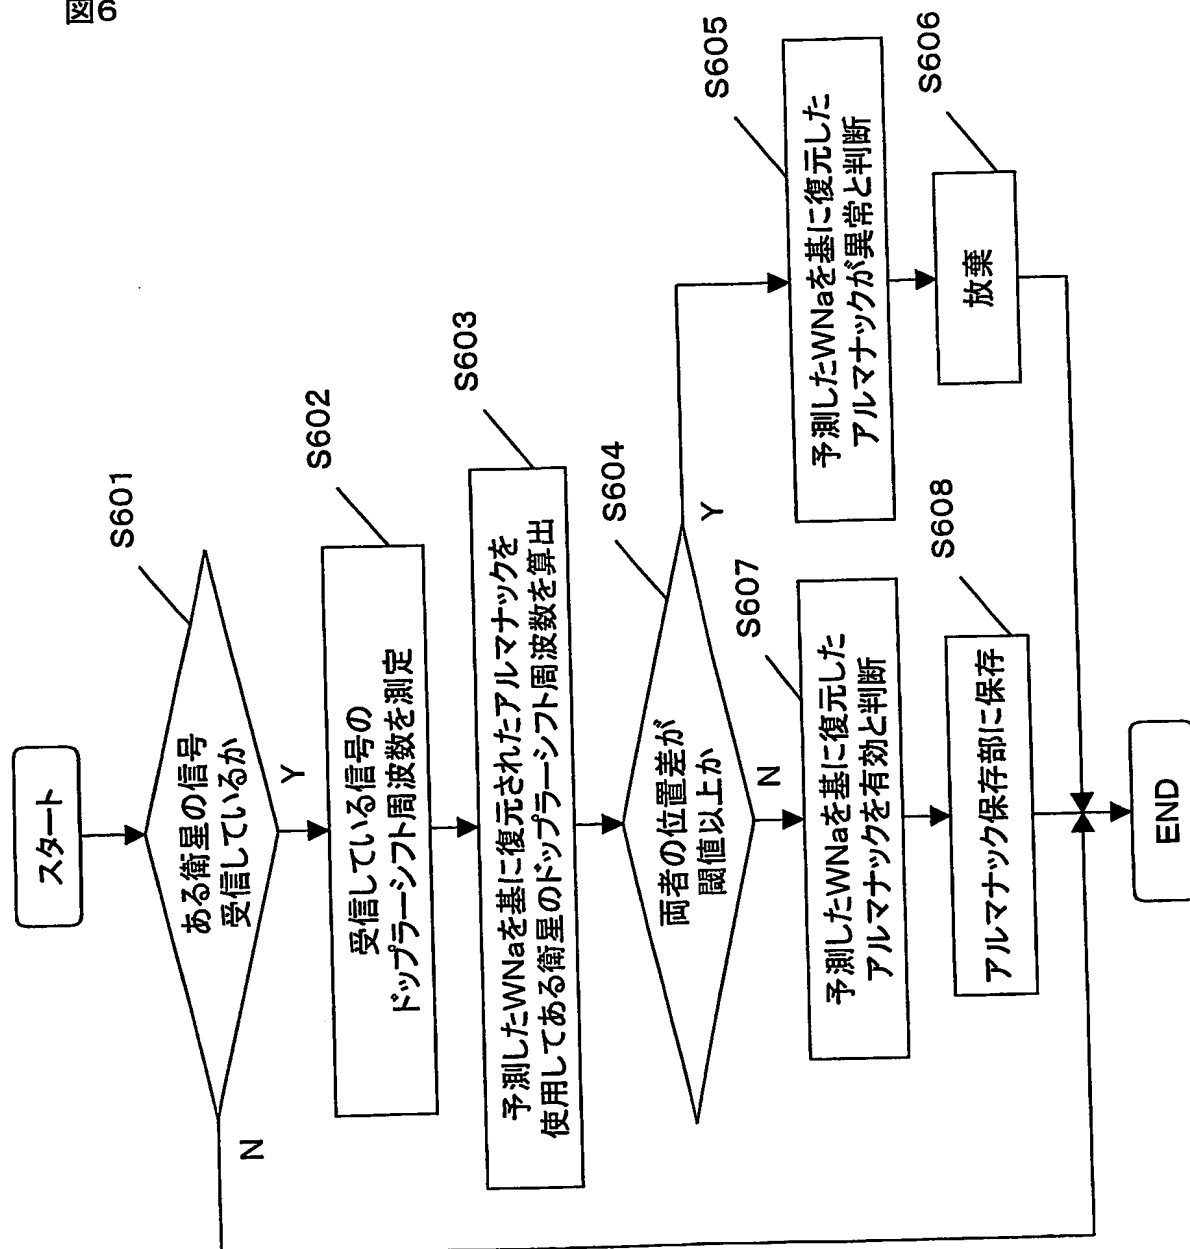 図6
スタート
S601
ある衛星の信号
受信しているか
N
Y
S602
受信している信号の
ドップラーシフト周波数を測定
S603
予測したWNaを基に復元されたアルマナックを
使用してある衛星のドップラーシフト周波数を算出
S604
両者の位置差が
閾値以上か
Y
N
S605
予測したWNaを基に復元した
アルマナックが異常と判断
S606
放棄
S607
予測したWNaを基に復元した
アルマナックを有効と判断
S608
アルマナック保存部に保存
END